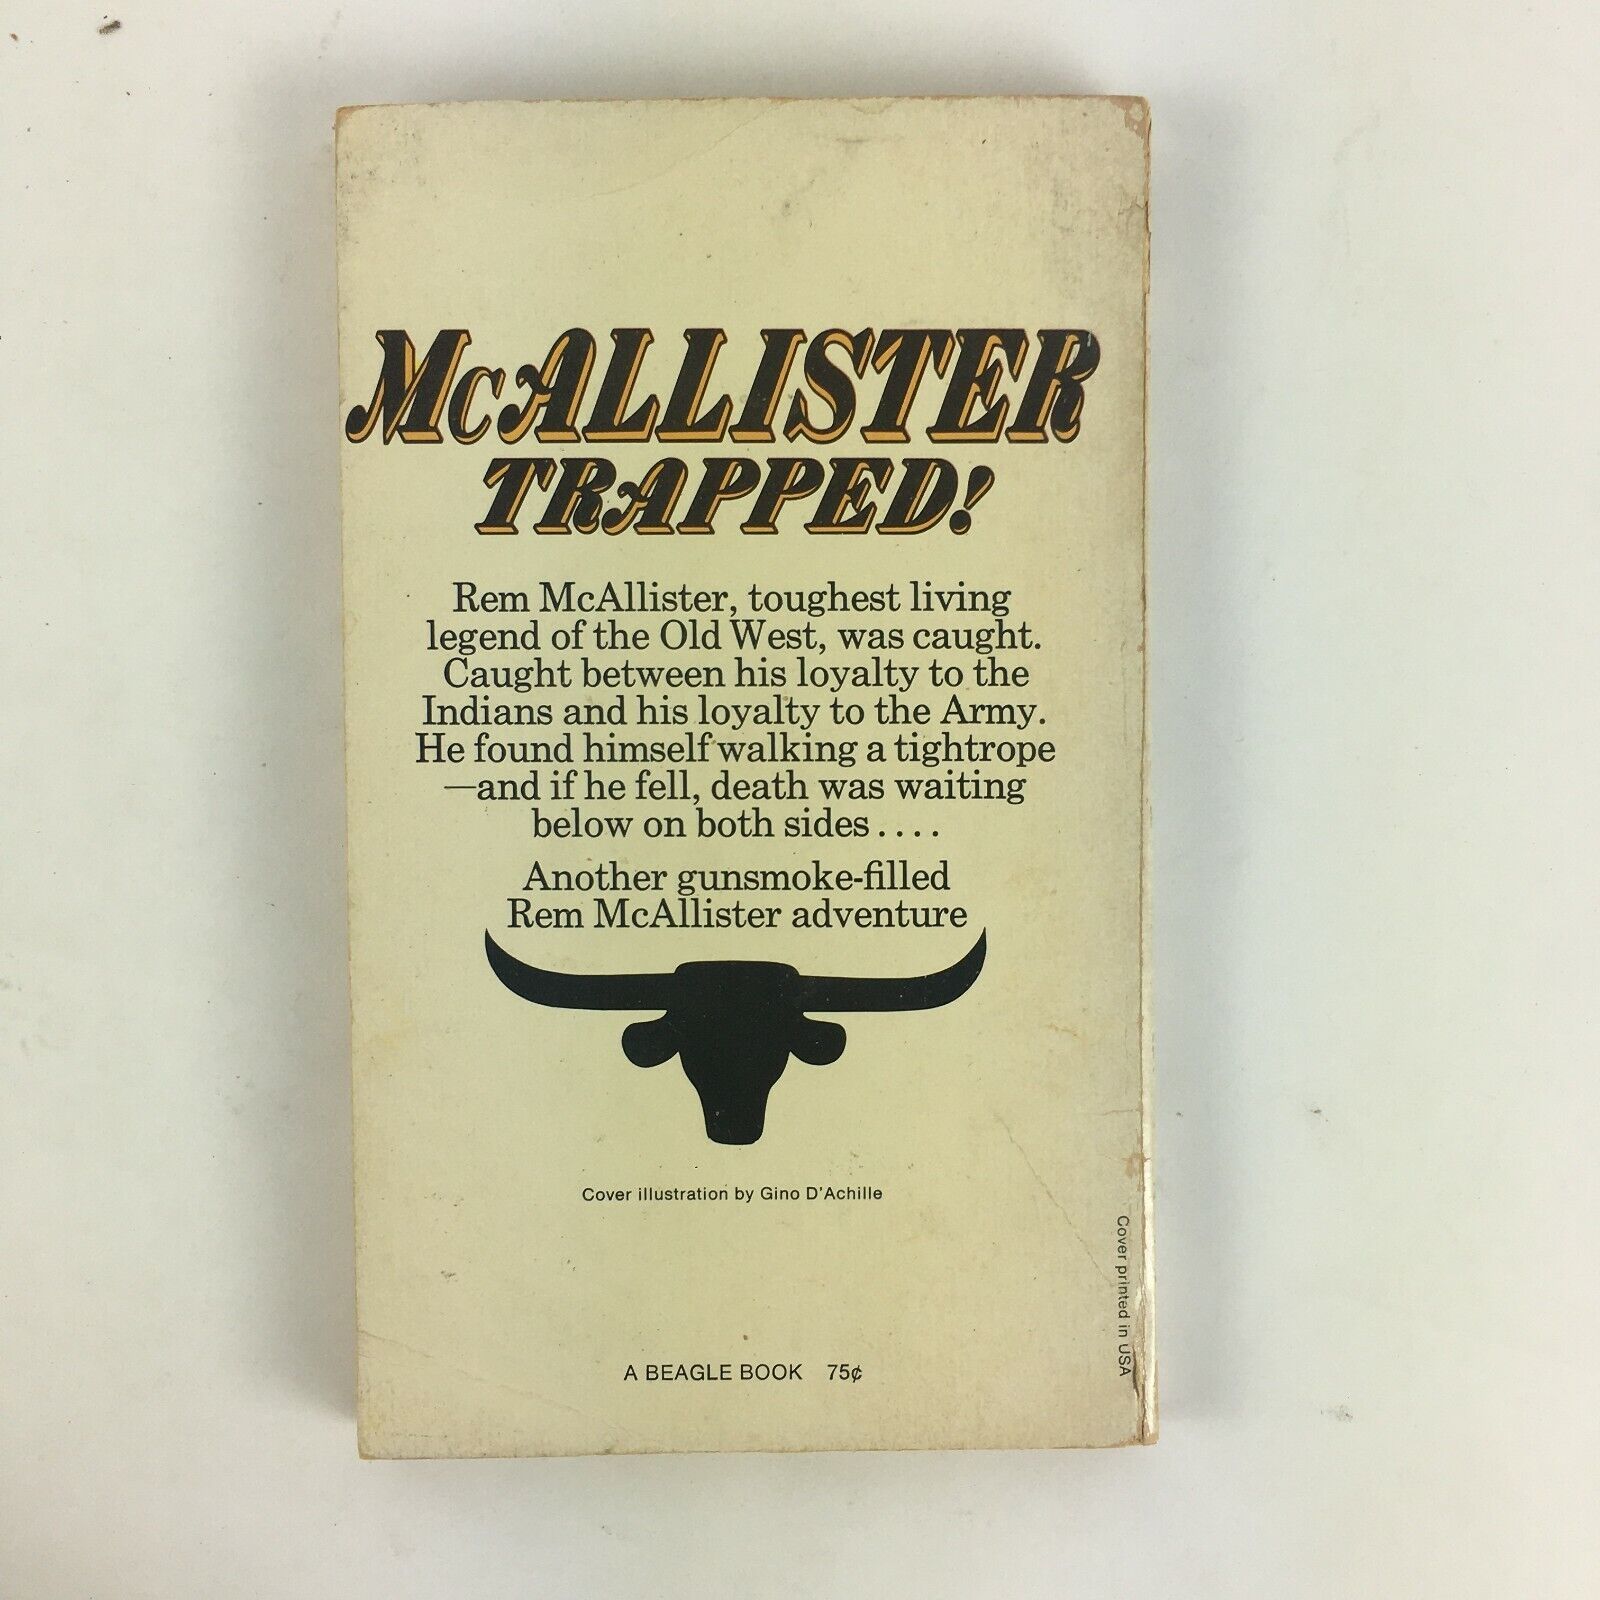 McALLISTER
TRAPPED!
Rem McAllister, toughest living
legend of the Old West, was caught.
Caught between his loyalty to the
Indians and his loyalty to the Army.
He found himself walking a tightrope
—and if he fell, death was waiting
below on both sides . . . .
Another gunsmoke-filled
Rem McAllister adventure
Cover illustration by Gino D'Achille
Cover printed in USA
A BEAGLE BOOK 75¢